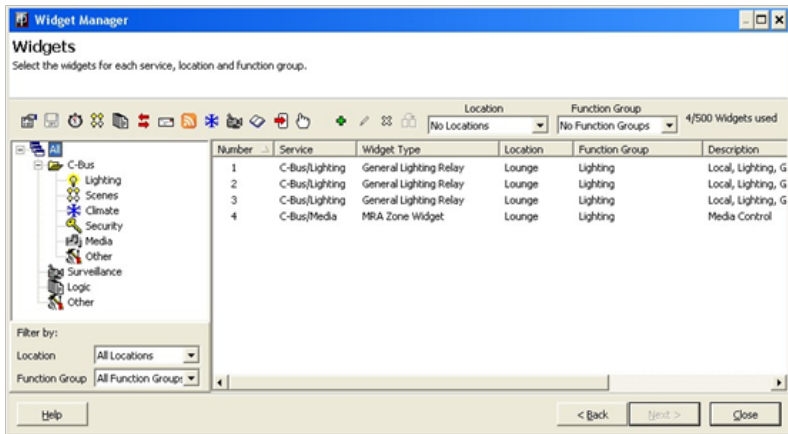 Widget Manager
Widgets
Select the widgets for each service, location and function group.
Location
Function Group
No Locations
No Function Groups
4/500 Widgets used
All
C-Bus
Lighting
Scenes
Climate
Security
Media
Other
Surveillance
Logic
Other
Number Service Widget Type Location Function Group Description
1 C-Bus/Lighting General Lighting Relay Lounge Lighting Local, Lighting, G
2 C-Bus/Lighting General Lighting Relay Lounge Lighting Local, Lighting, G
3 C-Bus/Lighting General Lighting Relay Lounge Lighting Local, Lighting, G
4 C-Bus/Media MRA Zone Widget Lounge Lighting Media Control
Filter by:
Location All Locations
Function Group All Function Groups
Help
< Back
Next >
Close